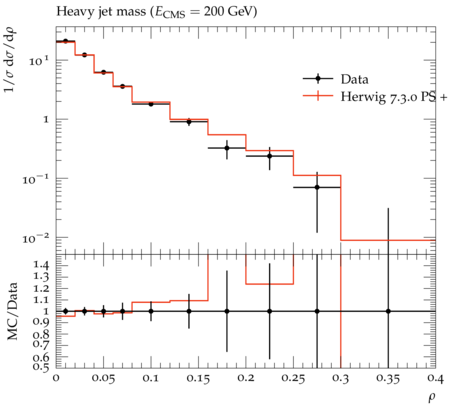 Heavy jet mass (E_CMS = 200 GeV)
1/σ dσ/dρ
10^1
1
10^−1
10^−2
Data
Herwig 7.3.0 PS +
MC/Data
1.4
1.3
1.2
1.1
1
0.9
0.8
0.7
0.6
0.5
0 0.05 0.1 0.15 0.2 0.25 0.3 0.35 0.4
ρ